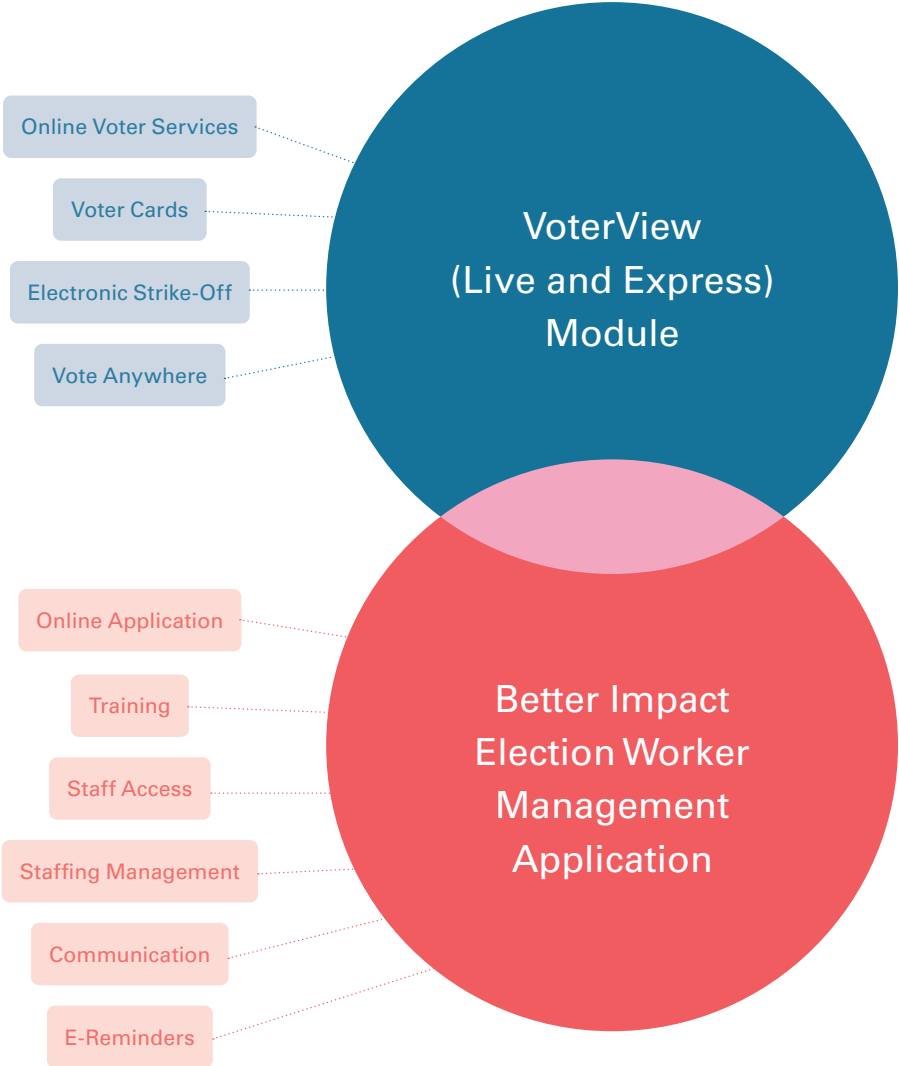 Online Voter Services
Voter Cards
Electronic Strike-Off
Vote Anywhere
VoterView
(Live and Express)
Module
Online Application
Training
Staff Access
Staffing Management
Communication
E-Reminders
Better Impact
Election Worker
Management
Application